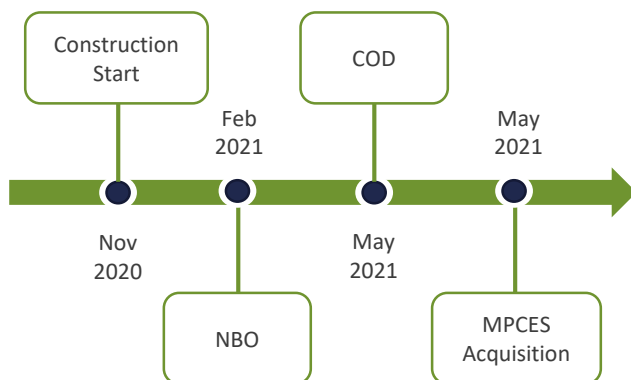 Construction
Start
COD
Feb
2021
May
2021
Nov
2020
May
2021
NBO
MPCES
Acquisition